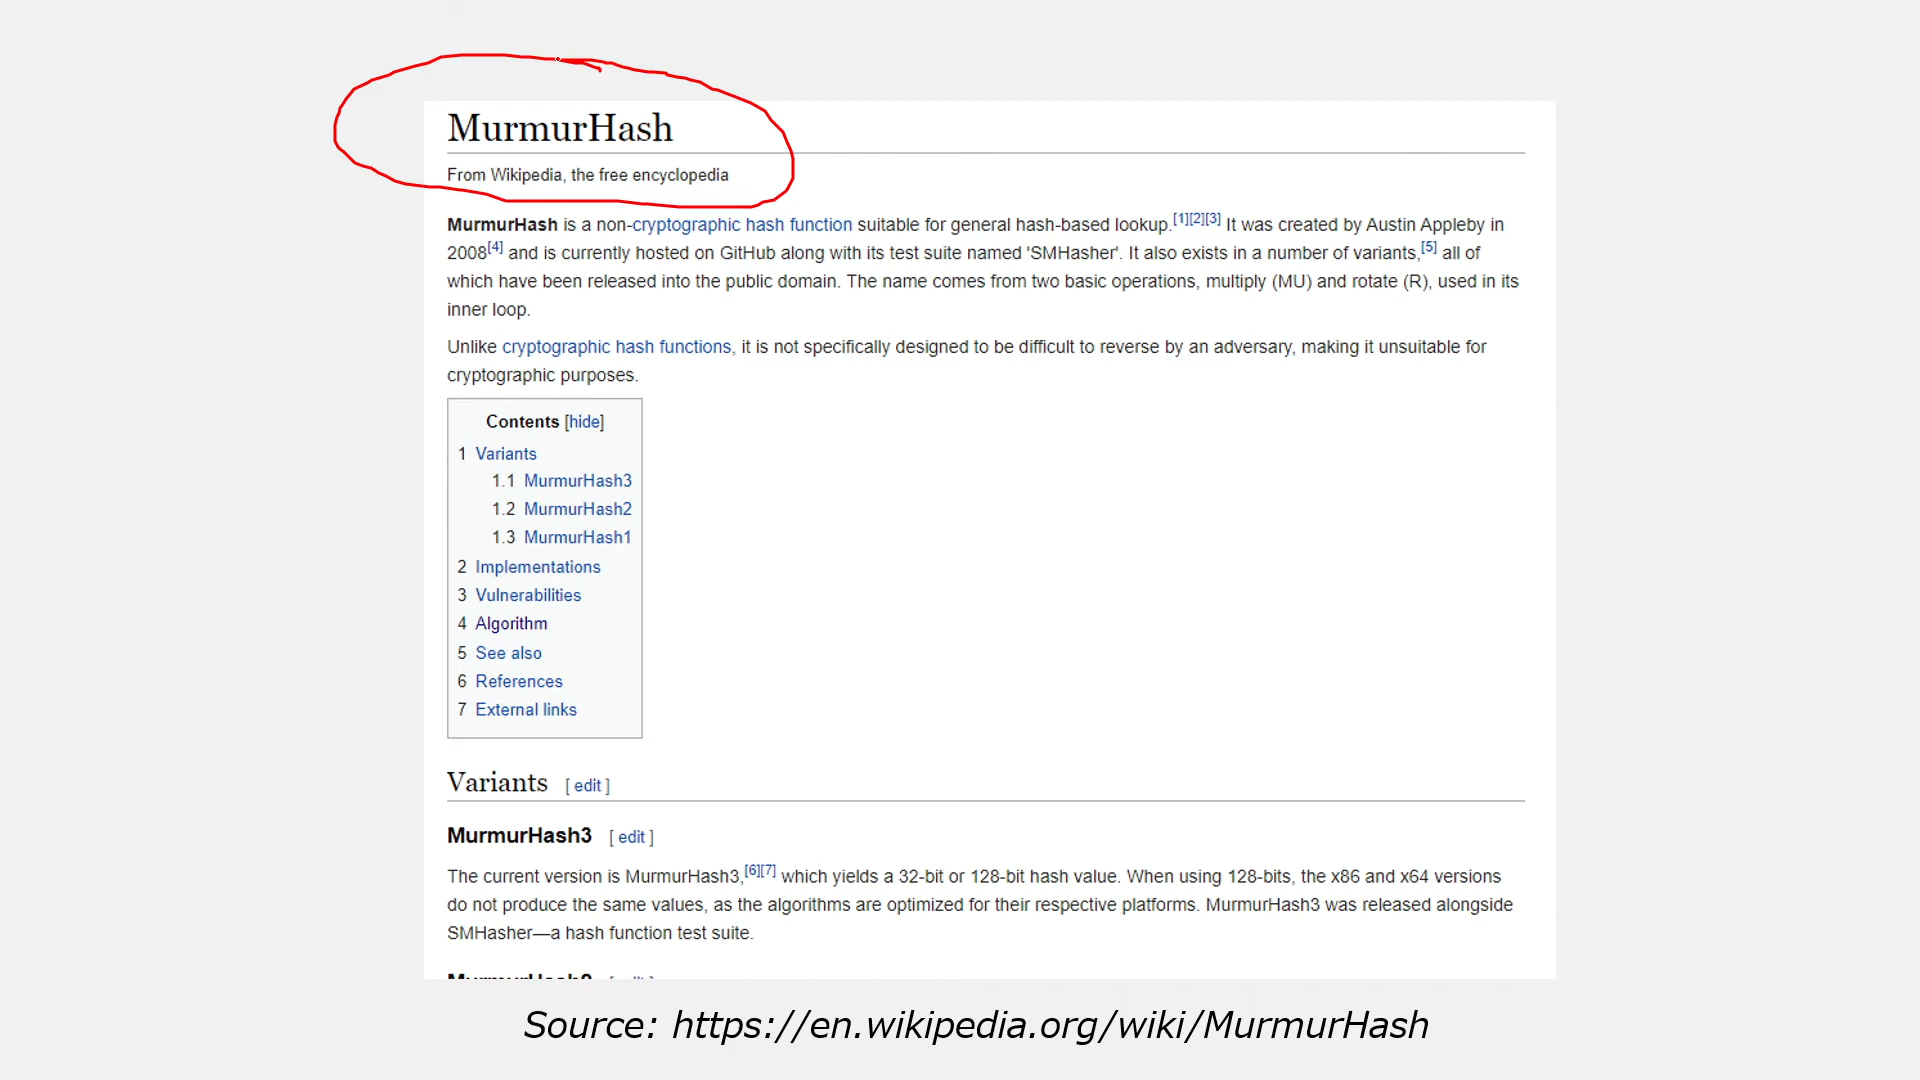 MurmurHash
From Wikipedia, the free encyclopedia
MurmurHash is a non-cryptographic hash function suitable for general hash-based lookup.[1][2][3] It was created by Austin Appleby in
2008[4] and is currently hosted on GitHub along with its test suite named 'SMHasher'. It also exists in a number of variants,[5] all of
which have been released into the public domain. The name comes from two basic operations, multiply (MU) and rotate (R), used in its
inner loop.
Unlike cryptographic hash functions, it is not specifically designed to be difficult to reverse by an adversary, making it unsuitable for
cryptographic purposes.
Contents [hide]
1 Variants
1.1 MurmurHash3
1.2 MurmurHash2
1.3 MurmurHash1
2 Implementations
3 Vulnerabilities
4 Algorithm
5 See also
6 References
7 External links
Variants [ edit ]
MurmurHash3 [ edit ]
The current version is MurmurHash3,[6][7] which yields a 32-bit or 128-bit hash value. When using 128-bits, the x86 and x64 versions
do not produce the same values, as the algorithms are optimized for their respective platforms. MurmurHash3 was released alongside
SMHasher—a hash function test suite.
Source: https://en.wikipedia.org/wiki/MurmurHash